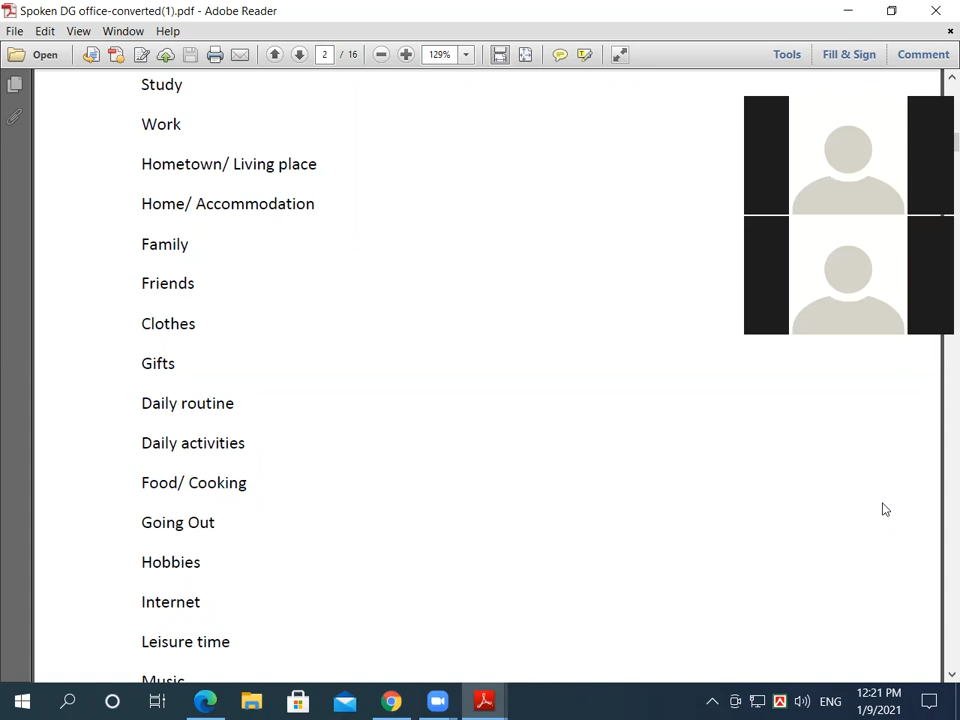 Spoken DG office-converted(1).pdf - Adobe Reader
File Edit View Window Help
Open 2 / 16 129% Tools Fill & Sign Comment
Study
Work
Hometown/ Living place
Home/ Accommodation
Family
Friends
Clothes
Gifts
Daily routine
Daily activities
Food/ Cooking
Going Out
Hobbies
Internet
Leisure time
Music
ENG
12:21 PM
1/9/2021